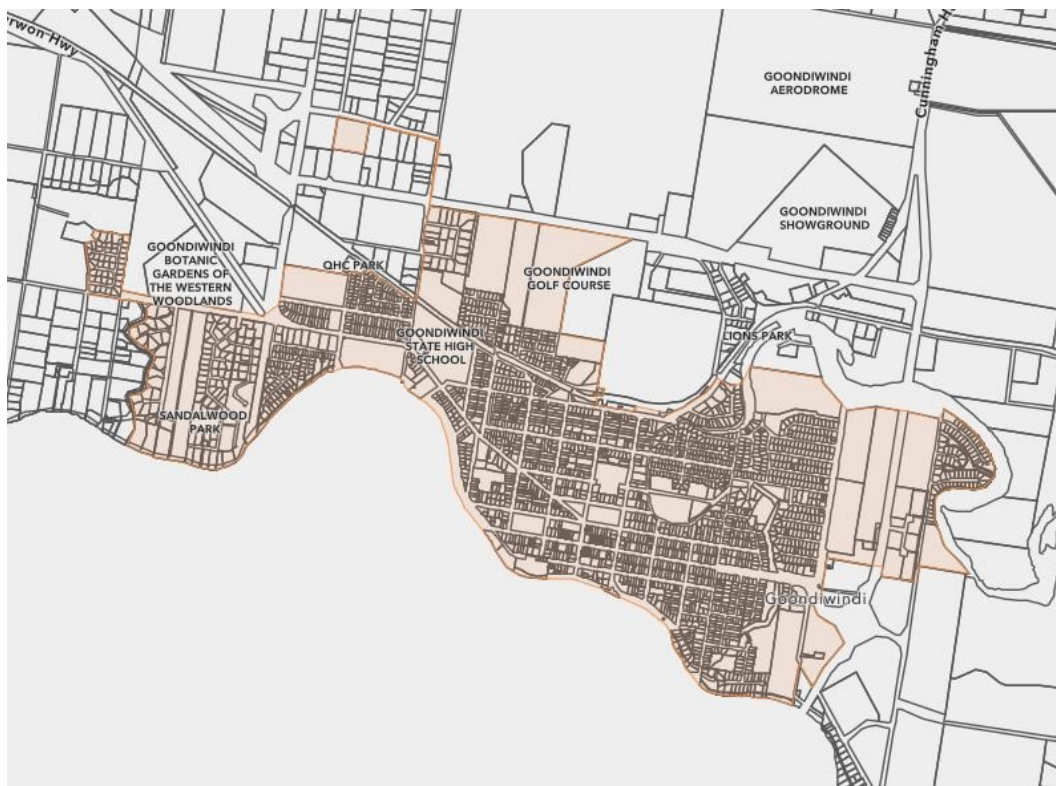 rwon Hwy
Cunningham H
GOONDIWINDI
AERODROME
GOONDIWINDI
SHOWGROUND
GOONDIWINDI
BOTANIC
GARDENS OF
THE WESTERN
WOODLANDS
QHC PARK
GOONDIWINDI
GOLF COURSE
GOONDIWINDI
STATE HIGH
SCHOOL
LIONS PARK
SANDALWOOD
PARK
Goondiwindi